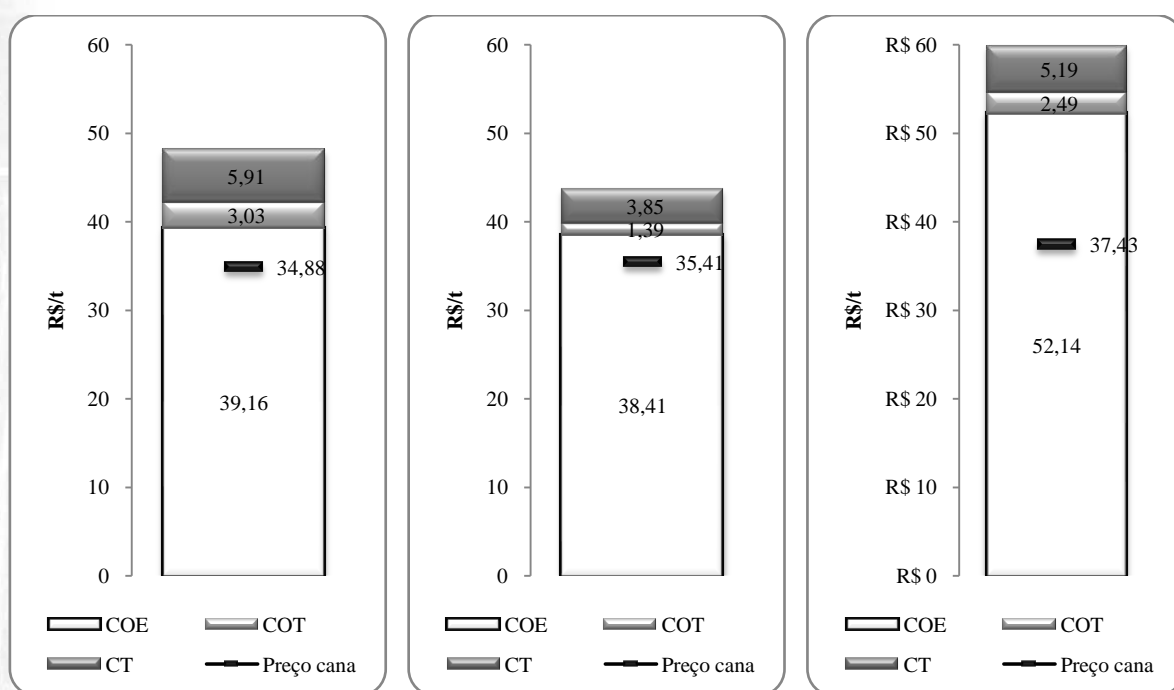 60
50
40
30
20
10
0
R$/t
5,91
3,03
34,88
39,16
COE
COT
CT
Preço cana
60
50
40
30
20
10
0
R$/t
3,85
1,39
35,41
38,41
COE
COT
CT
Preço cana
R$ 60
R$ 50
R$ 40
R$ 30
R$ 20
R$ 10
R$ 0
R$/t
5,19
2,49
37,43
52,14
COE
COT
CT
Preço cana